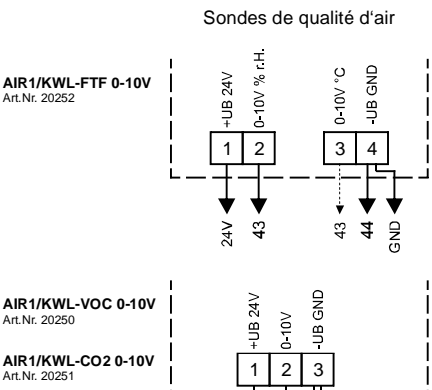 Sondes de qualité d'air
AIR1/KWL-FTF 0-10V
Art.Nr. 20252
+UB 24V
0-10V % r.H.
0-10V °C
-UB GND
1 2 3 4
24V
43
43
44
GND
AIR1/KWL-VOC 0-10V
Art.Nr. 20250
AIR1/KWL-CO2 0-10V
Art.Nr. 20251
+UB 24V
0-10V
-UB GND
1 2 3